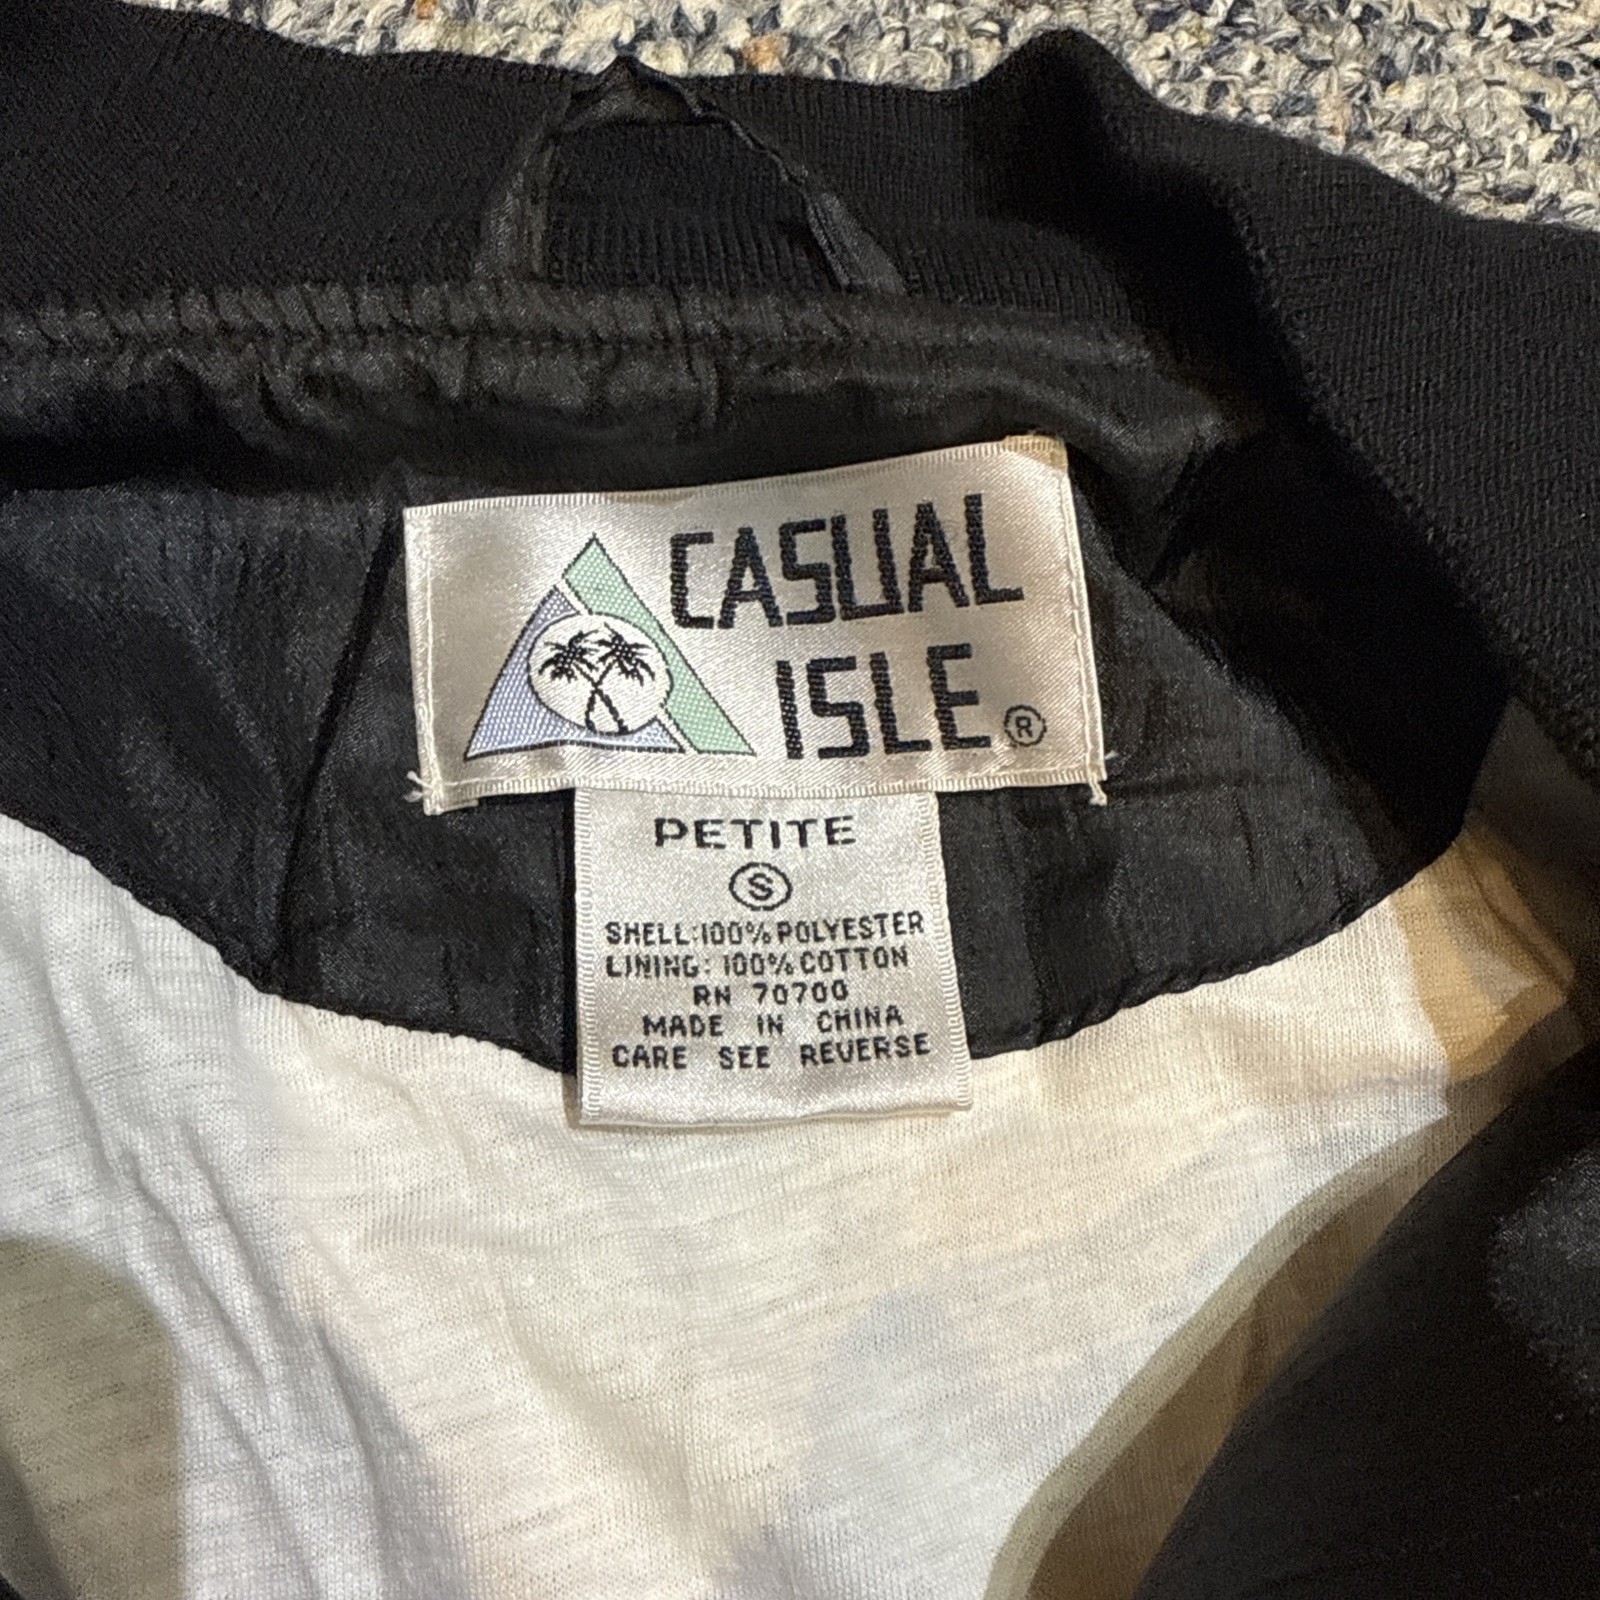 CASUAL
ISLE®
PETITE
S
SHELL:100% POLYESTER
LINING: 100% COTTON
RN 70700
MADE IN CHINA
CARE SEE REVERSE